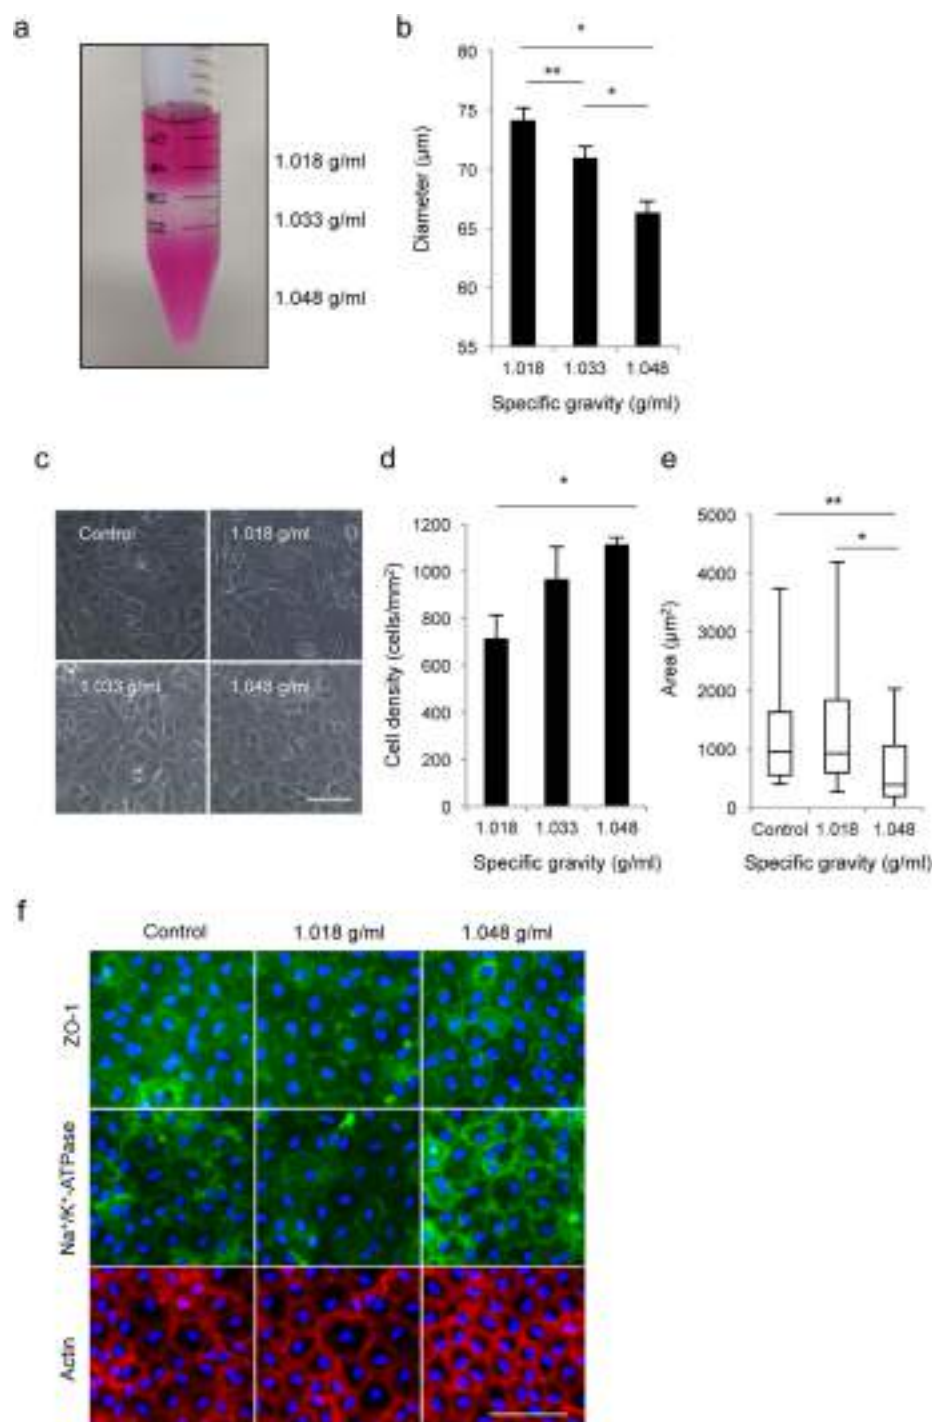 a
1.018 g/ml
1.033 g/ml
1.048 g/ml
b
*
**
*
80
75
70
65
60
55
Diameter (µm)
1.018 1.033 1.048
Specific gravity (g/ml)
c
Control
1.018 g/ml
1.033 g/ml
1.048 g/ml
d
*
1200
1000
800
600
400
200
0
Cell density (cells/mm²)
1.018 1.033 1.048
Specific gravity (g/ml)
e
**
*
5000
4000
3000
2000
1000
0
Area (µm²)
Control 1.018 1.048
Specific gravity (g/ml)
f
Control 1.018 g/ml 1.048 g/ml
ZO-1
Na⁺/K⁺-ATPase
Actin